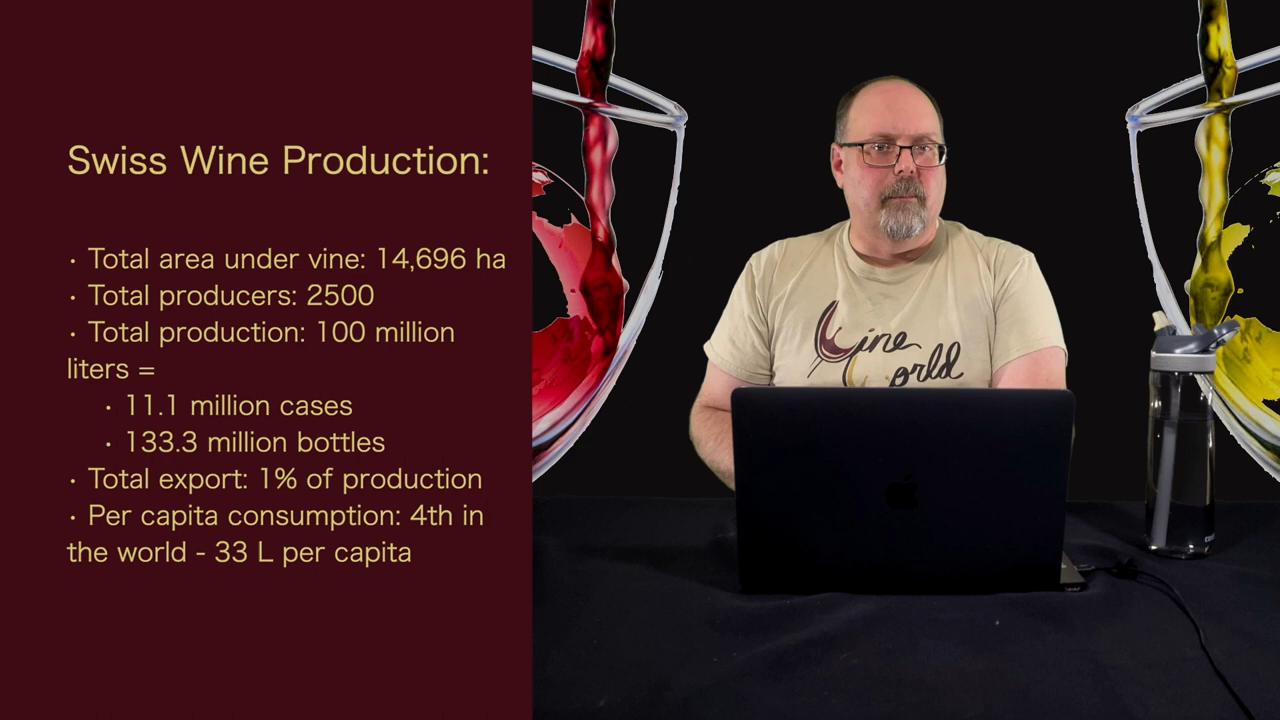 Swiss Wine Production:
· Total area under vine: 14,696 ha
· Total producers: 2500
· Total production: 100 million
liters =
· 11.1 million cases
· 133.3 million bottles
· Total export: 1% of production
· Per capita consumption: 4th in
the world - 33 L per capita
Wine
World